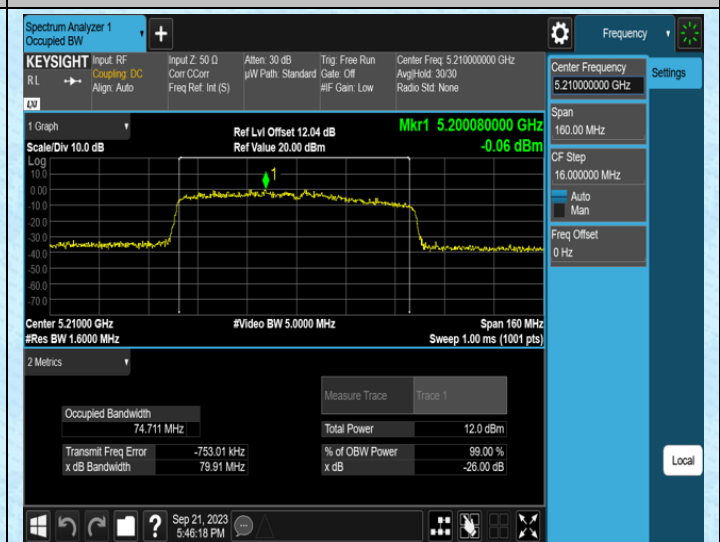 Spectrum Analyzer 1
Occupied BW
+
Frequency
KEYSIGHT
R L
LXI
Input: RF
Coupling: DC
Align: Auto
Input Z: 50 Ω
Corr CCorr
Freq Ref: Int (S)
Atten: 30 dB
µW Path: Standard
Trig: Free Run
Gate: Off
#IF Gain: Low
Center Freq: 5.210000000 GHz
Avg|Hold: 30/30
Radio Std: None
Center Frequency
5.210000000 GHz
Settings
Span
160.00 MHz
CF Step
16.000000 MHz
Auto
Man
Freq Offset
0 Hz
1 Graph
Scale/Div 10.0 dB
Ref Lvl Offset 12.04 dB
Ref Value 20.00 dBm
Mkr1 5.200080000 GHz
-0.06 dBm
Log
10.0
0.00
-10.0
-20.0
-30.0
-40.0
-50.0
-60.0
-70.0
1
Center 5.21000 GHz
#Res BW 1.6000 MHz
#Video BW 5.0000 MHz
Span 160 MHz
Sweep 1.00 ms (1001 pts)
2 Metrics
Measure Trace
Trace 1
Occupied Bandwidth
74.711 MHz
Total Power
12.0 dBm
Transmit Freq Error
-753.01 kHz
% of OBW Power
99.00 %
x dB Bandwidth
79.91 MHz
x dB
-26.00 dB
Local
?
Sep 21, 2023
5:46:18 PM